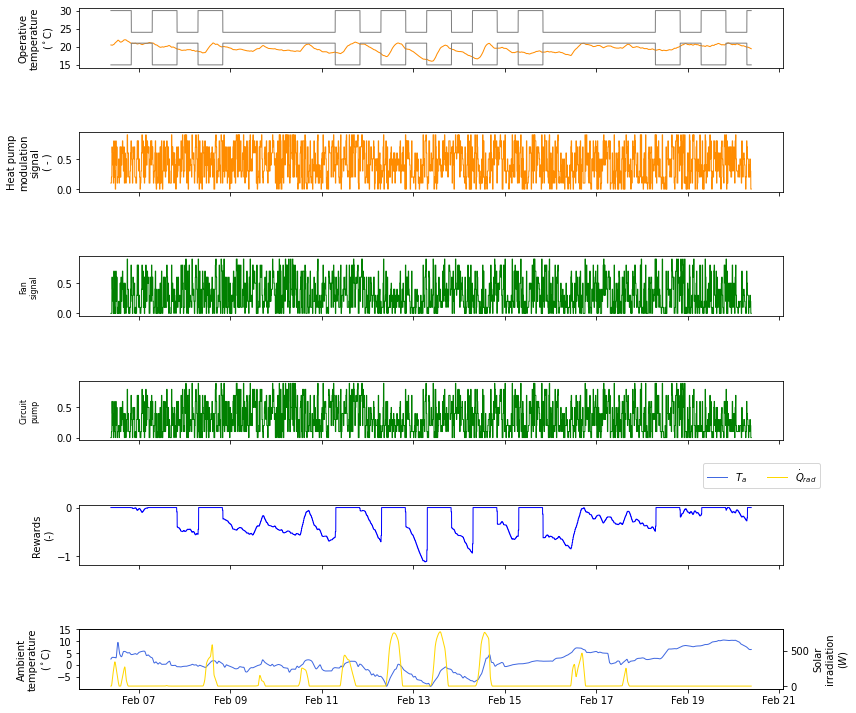 Operative
temperature
(°C)
30
25
20
15
Heat pump
modulation
signal
( - )
0.5
0.0
Fan
signal
0.5
0.0
Circuit
pump
0.5
0.0
T_a
Q̇_rad
Rewards
(-)
0
−1
Ambient
temperature
(°C)
15
10
5
0
−5
500
0
Solar
irradiation
(W)
Feb 07
Feb 09
Feb 11
Feb 13
Feb 15
Feb 17
Feb 19
Feb 21